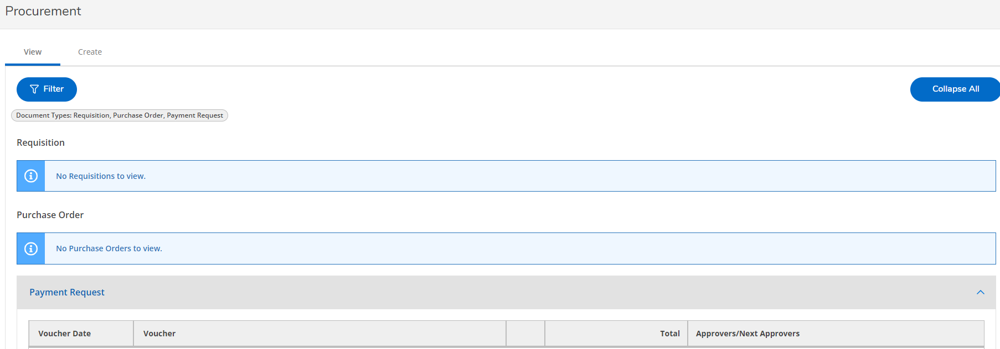 Procurement
View Create
Filter Collapse All
Document Types: Requisition, Purchase Order, Payment Request
Requisition
No Requisitions to view.
Purchase Order
No Purchase Orders to view.
Payment Request
Voucher Date Voucher Total Approvers/Next Approvers